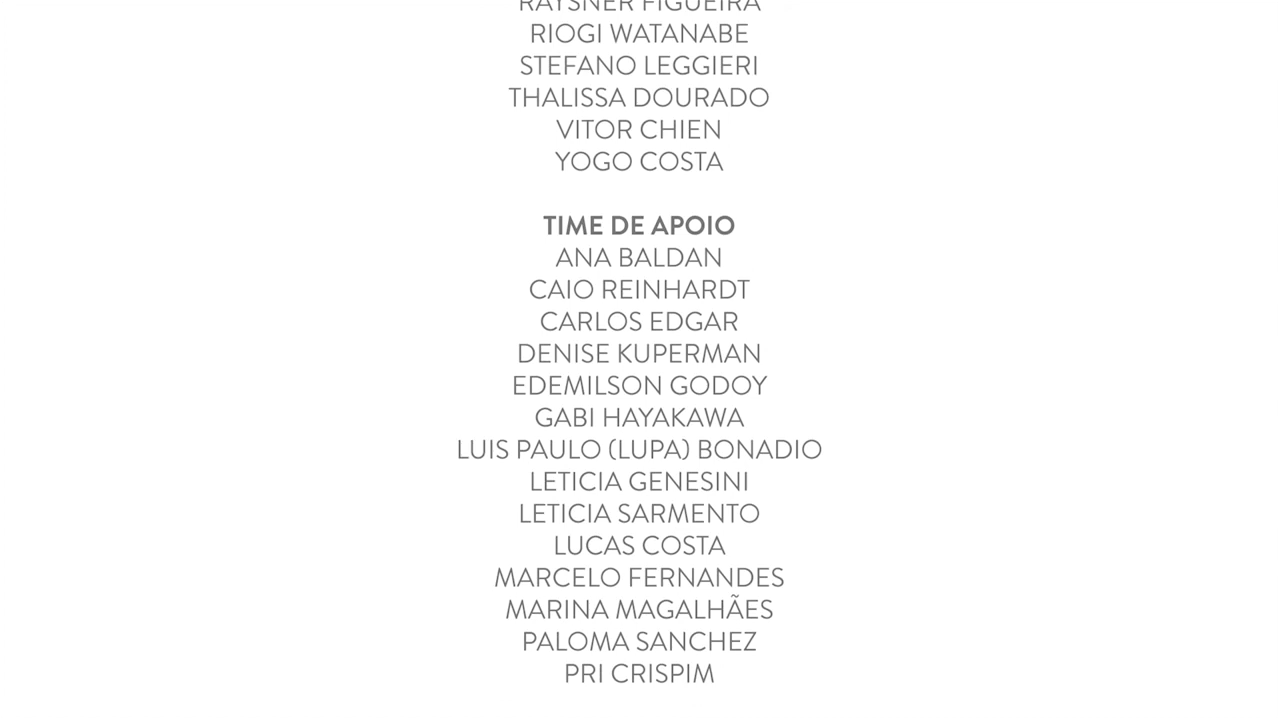 RAYSNER FIGUEIRA
RIOGI WATANABE
STEFANO LEGGIERI
THALISSA DOURADO
VITOR CHIEN
YOGO COSTA
TIME DE APOIO
ANA BALDAN
CAIO REINHARDT
CARLOS EDGAR
DENISE KUPERMAN
EDEMILSON GODOY
GABI HAYAKAWA
LUIS PAULO (LUPA) BONADIO
LETICIA GENESINI
LETICIA SARMENTO
LUCAS COSTA
MARCELO FERNANDES
MARINA MAGALHÃES
PALOMA SANCHEZ
PRI CRISPIM